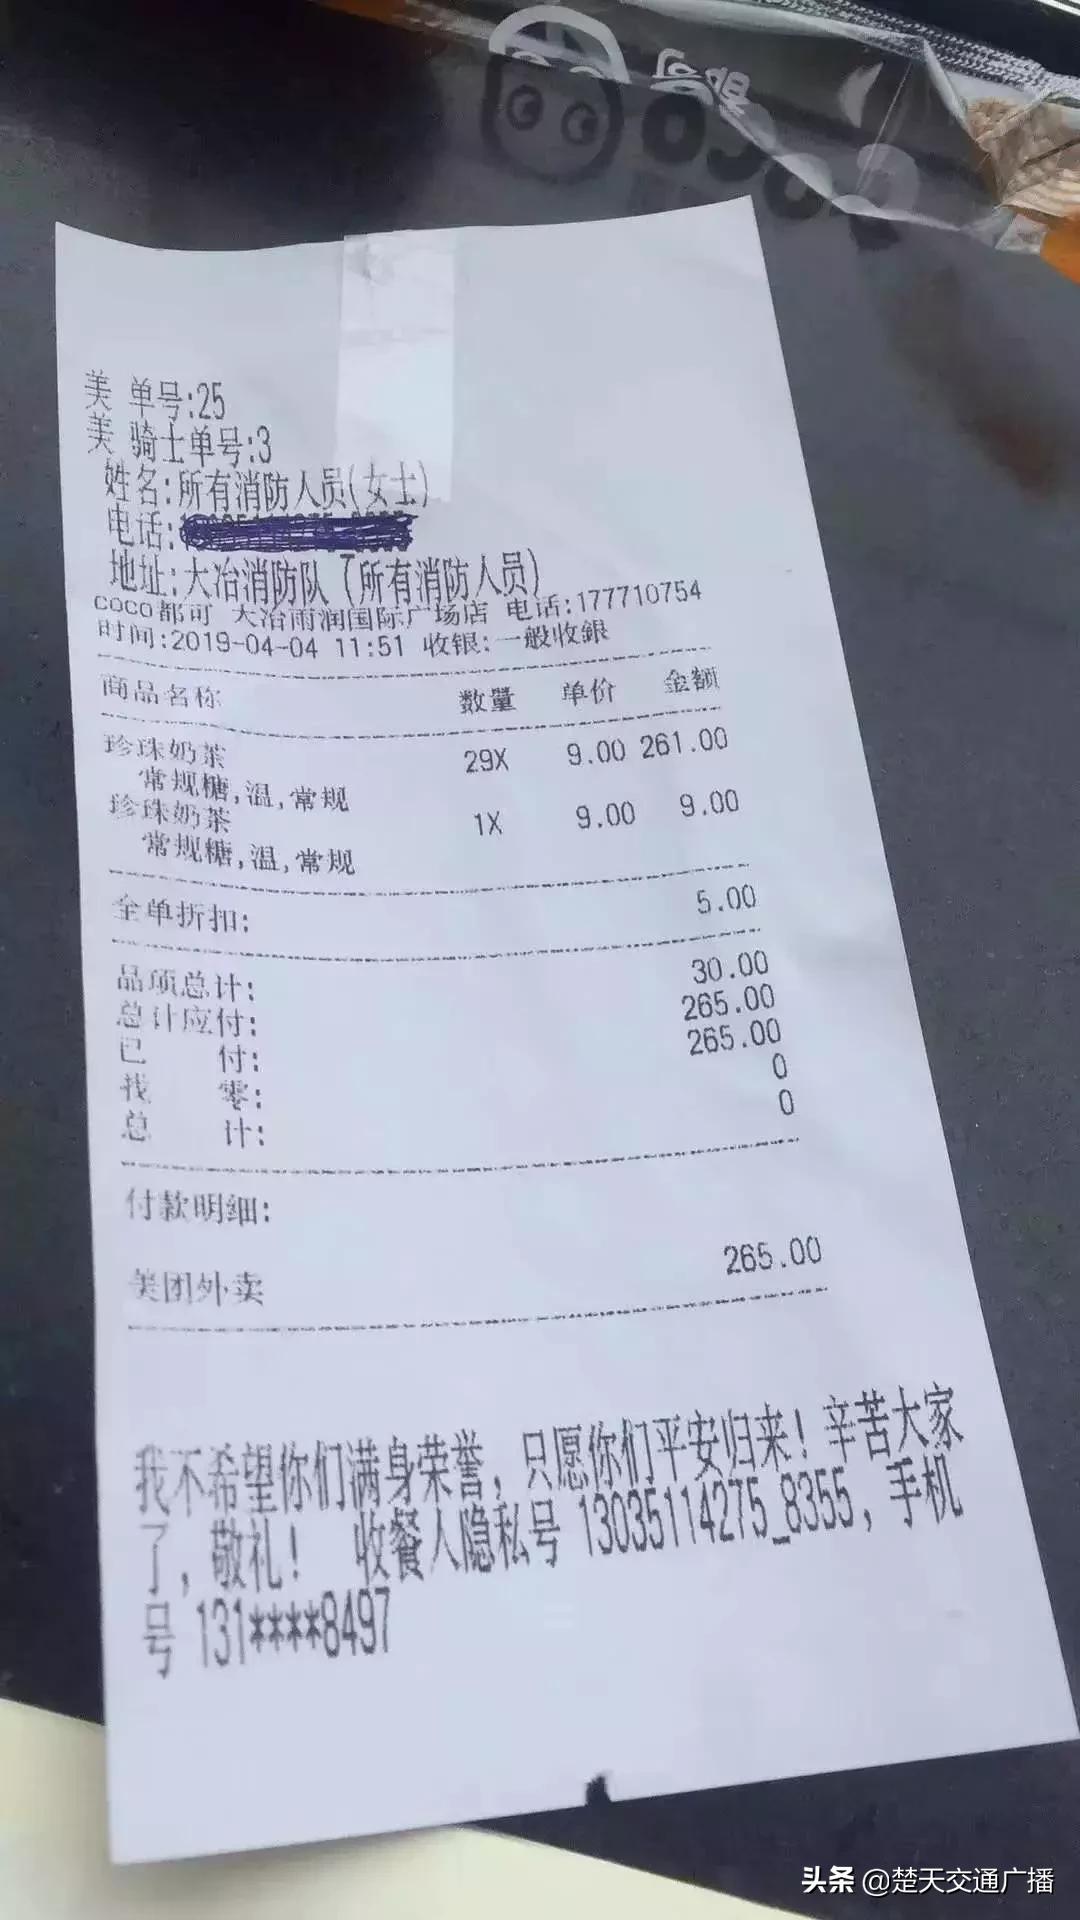 都可
CoCo
美 单号:25
美 骑士单号:3
姓名:所有消防人员(女士)
电话:
地址:大冶消防队 (所有消防人员)
COCO都可 大冶雨润国际广场店 电话:177710754
时间:2019-04-04 11:51 收银:一般收銀
商品名称 数量 单价 金额
珍珠奶茶 29X 9.00 261.00
常规糖,温,常规
珍珠奶茶 1X 9.00 9.00
常规糖,温,常规
全单折扣: 5.00
品项总计: 30.00
总计应付: 265.00
已 付: 265.00
找 零: 0
总 计: 0
付款明细:
美团外卖 265.00
我不希望你们满身荣誉，只愿你们平安归来！辛苦大家
了，敬礼！ 收餐人隐私号 13035114275_8355，手机
号 131****8497
头条 @楚天交通广播